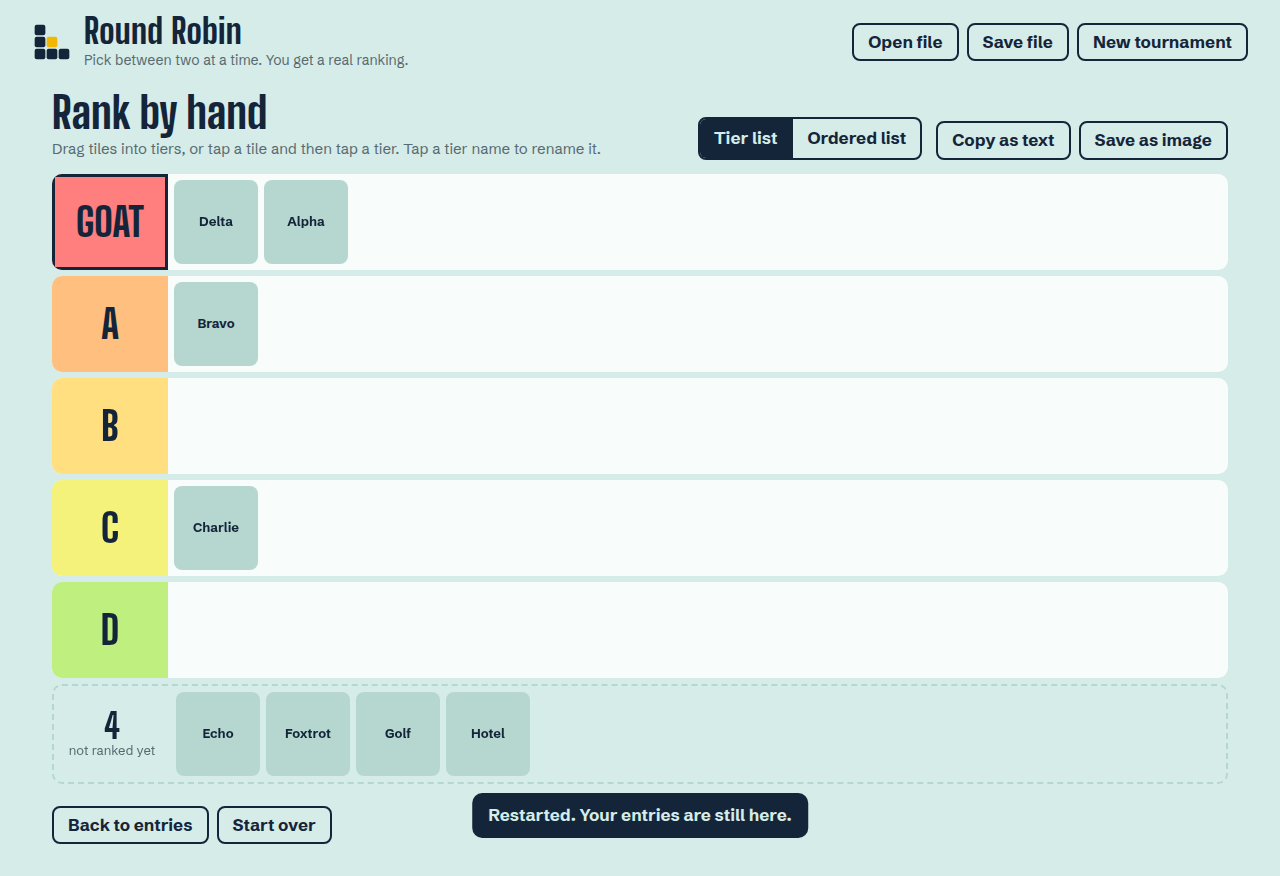 Round Robin
Pick between two at a time. You get a real ranking.
Open file
Save file
New tournament
Rank by hand
Drag tiles into tiers, or tap a tile and then tap a tier. Tap a tier name to rename it.
Tier list
Ordered list
Copy as text
Save as image
GOAT
Delta
Alpha
A
Bravo
B
C
Charlie
D
4
not ranked yet
Echo
Foxtrot
Golf
Hotel
Back to entries
Start over
Restarted. Your entries are still here.